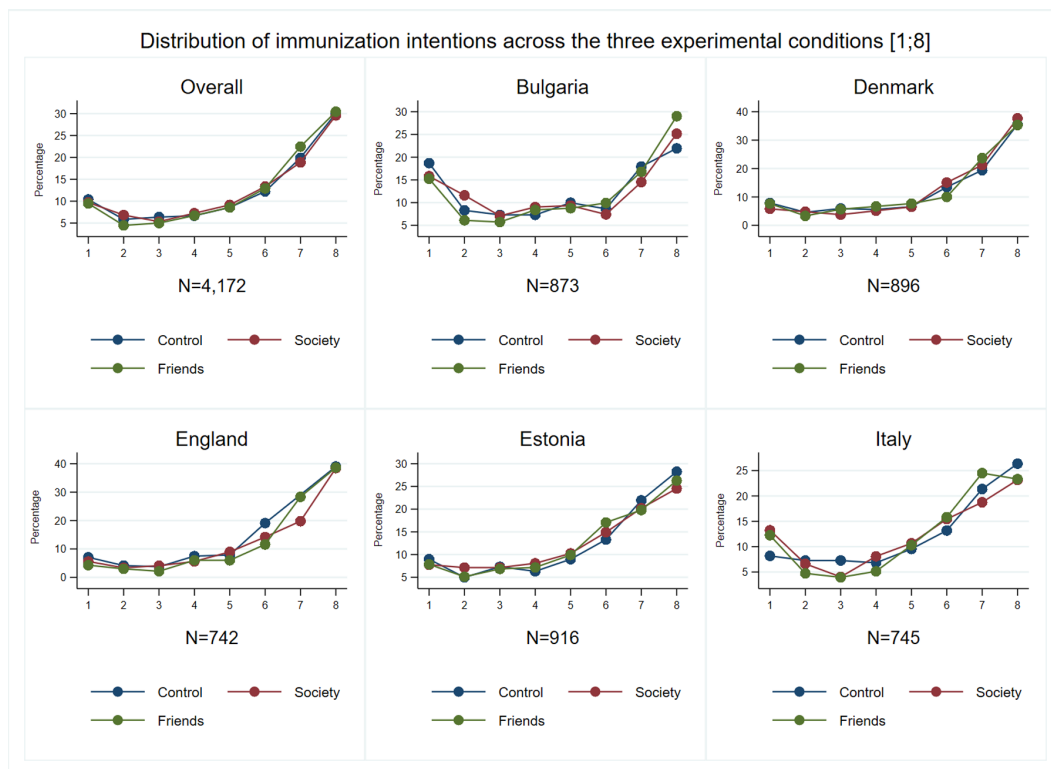 Distribution of immunization intentions across the three experimental conditions [1;8]
Overall
Percentage
30
25
20
15
10
5
1 2 3 4 5 6 7 8
N=4,172
Control Society
Friends
Bulgaria
Percentage
30
25
20
15
10
5
1 2 3 4 5 6 7 8
N=873
Control Society
Friends
Denmark
Percentage
40
30
20
10
0
1 2 3 4 5 6 7 8
N=896
Control Society
Friends
England
Percentage
40
30
20
10
0
1 2 3 4 5 6 7 8
N=742
Control Society
Friends
Estonia
Percentage
30
25
20
15
10
5
1 2 3 4 5 6 7 8
N=916
Control Society
Friends
Italy
Percentage
25
20
15
10
5
1 2 3 4 5 6 7 8
N=745
Control Society
Friends